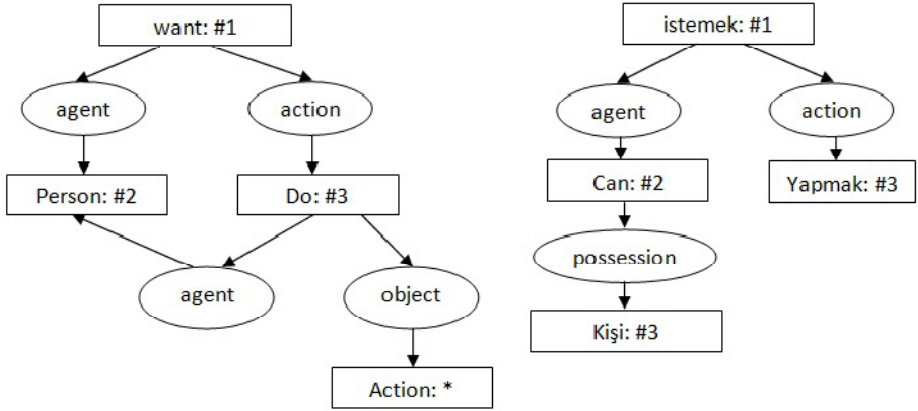 want: #1
agent
action
Person: #2
Do: #3
agent
object
Action: *
istemek: #1
agent
action
Can: #2
Yapmak: #3
possession
Kişi: #3